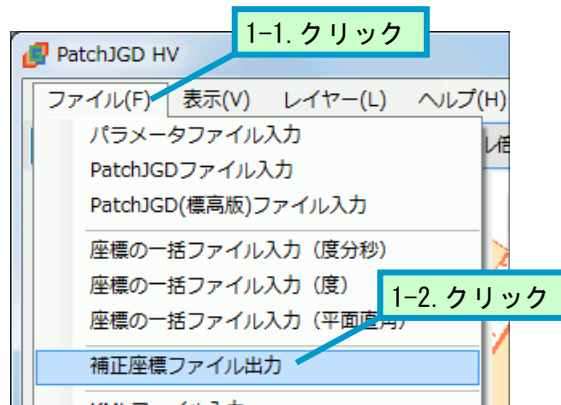 1-1.クリック
PatchJGD HV
ファイル(F) 表示(V) レイヤー(L) ヘルプ(H)
パラメータファイル入力
PatchJGDファイル入力
PatchJGD(標高版)ファイル入力
座標の一括ファイル入力（度分秒）
座標の一括ファイル入力（度）
1-2.クリック
座標の一括ファイル入力（平面直角）
補正座標ファイル出力